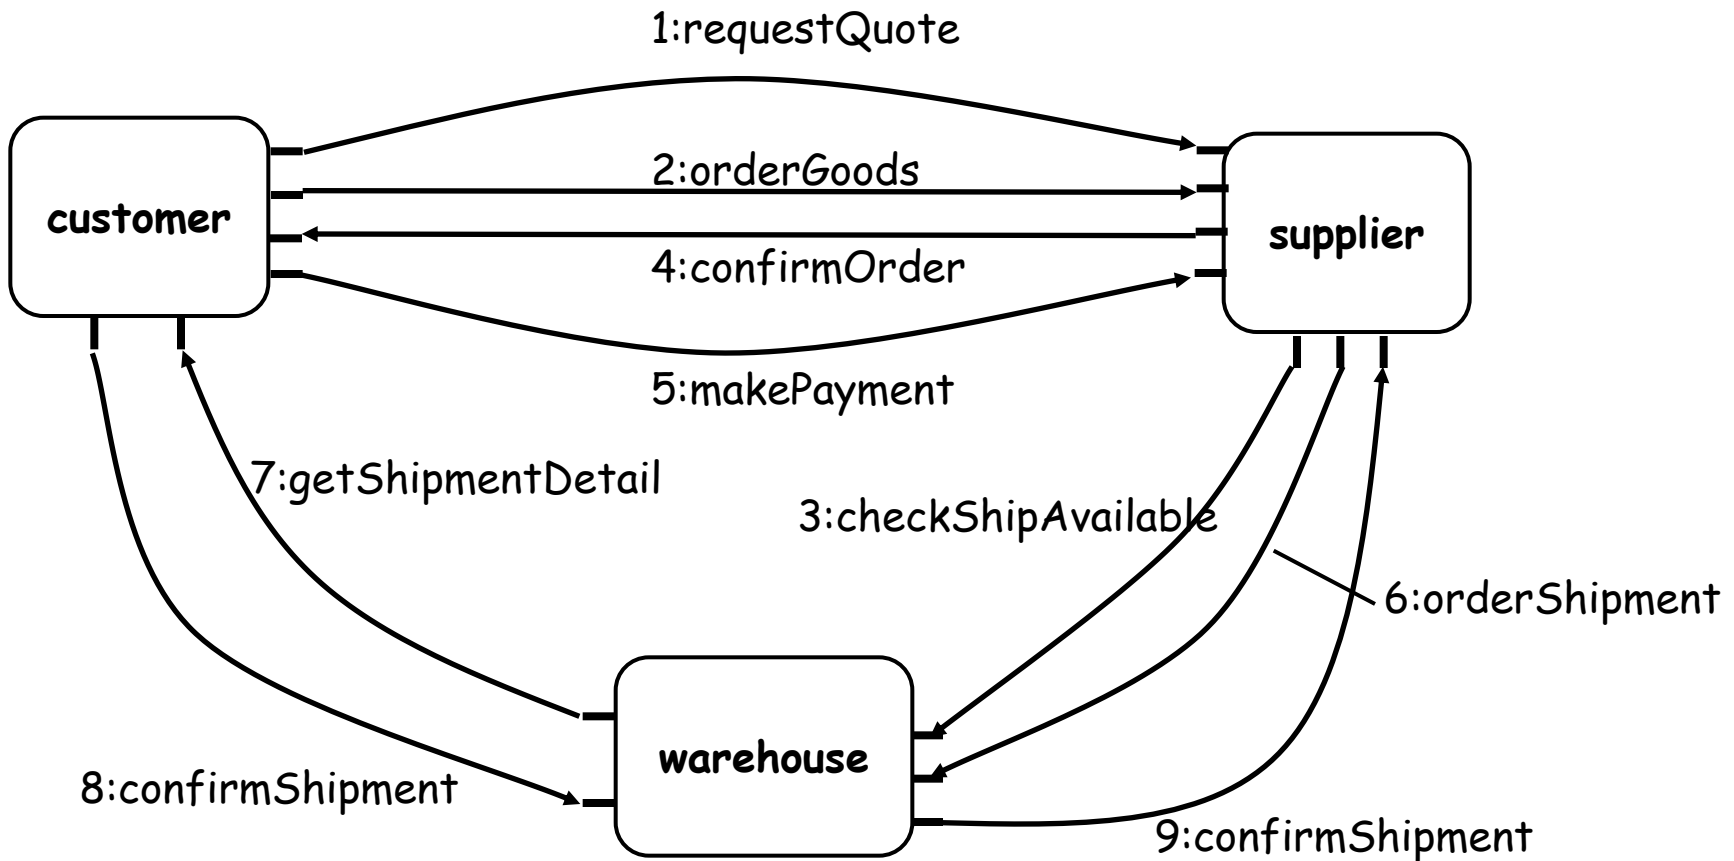 1:requestQuote
2:orderGoods
customer
supplier
4:confirmOrder
5:makePayment
7:getShipmentDetail
3:checkShipAvailable
6:orderShipment
warehouse
8:confirmShipment
9:confirmShipment